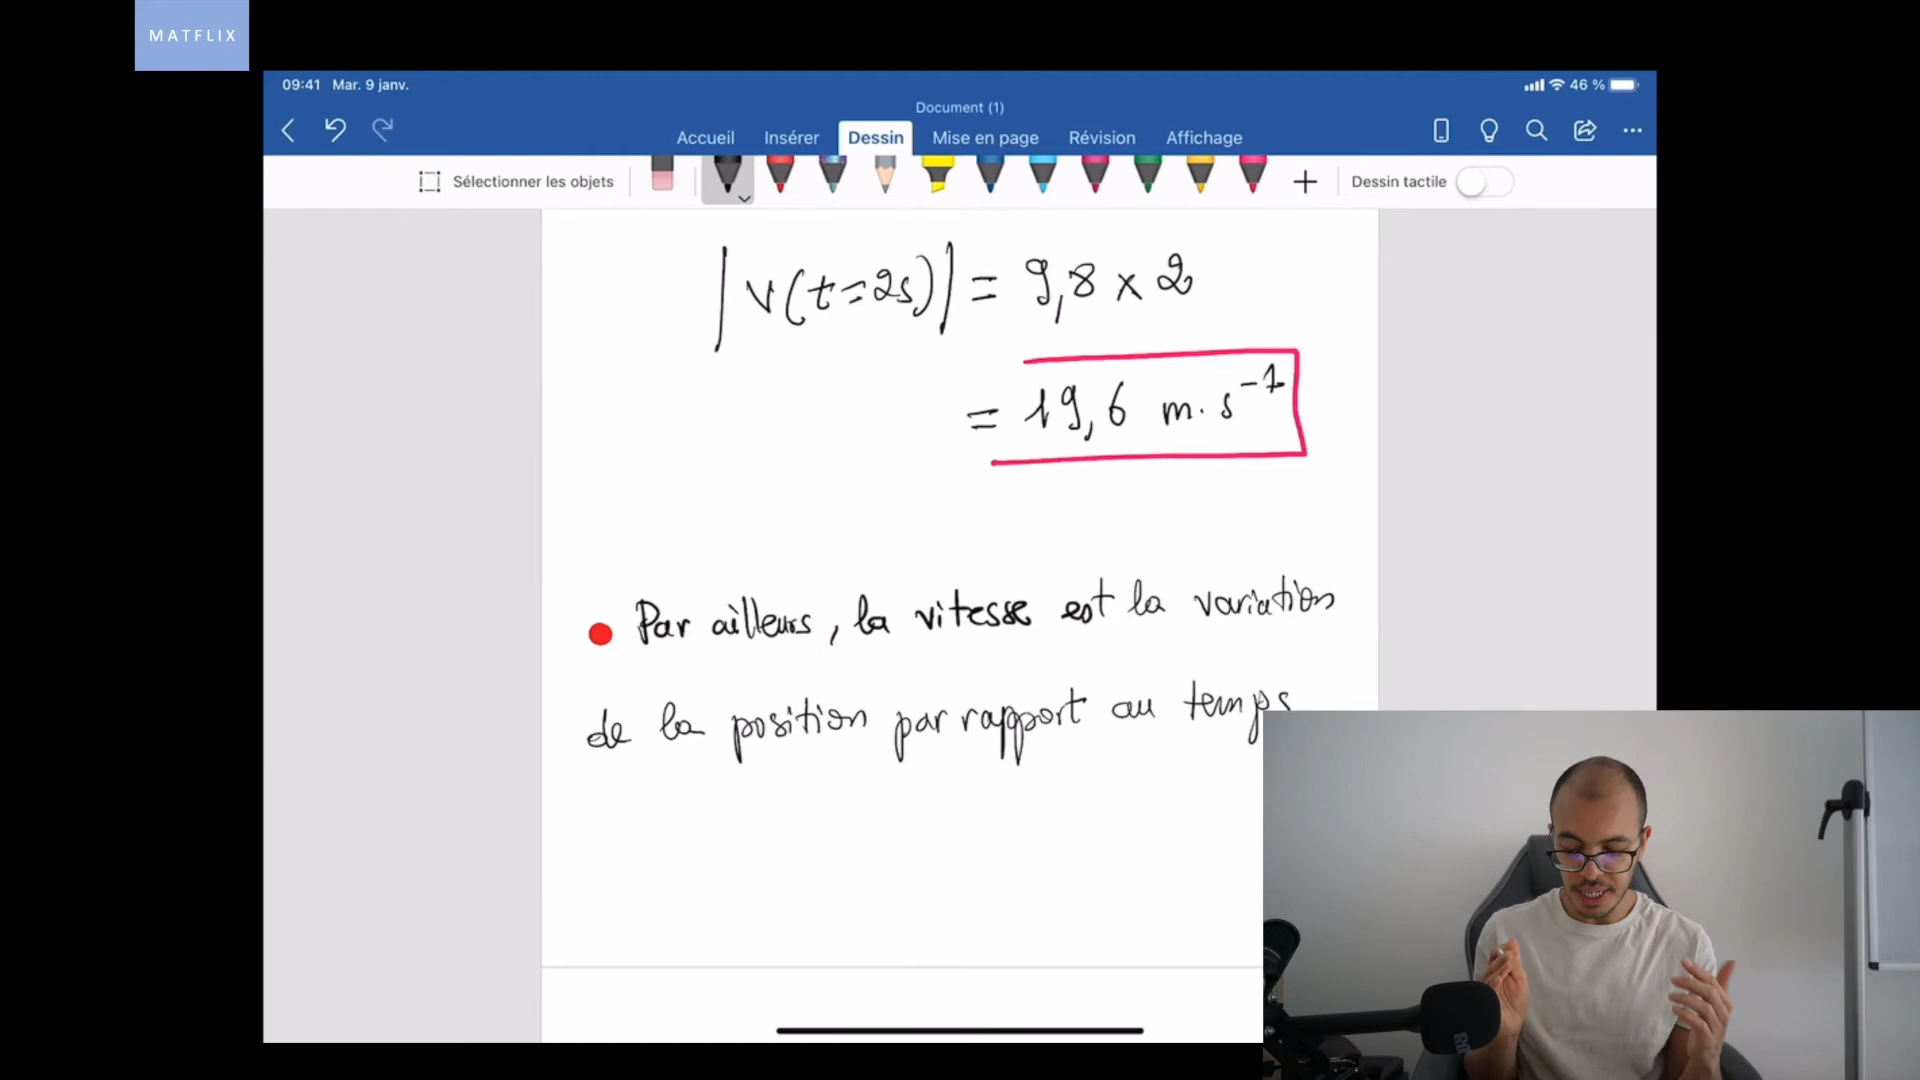 MATFLIX
09:41 Mar. 9 janv.
46 %
Document (1)
Accueil Insérer Dessin Mise en page Révision Affichage
Sélectionner les objets
Dessin tactile
|v(t=2s)| = 9,8 x 2
= 19,6 m. s⁻¹
Par ailleurs, la vitesse est la variation
de la position par rapport au temps